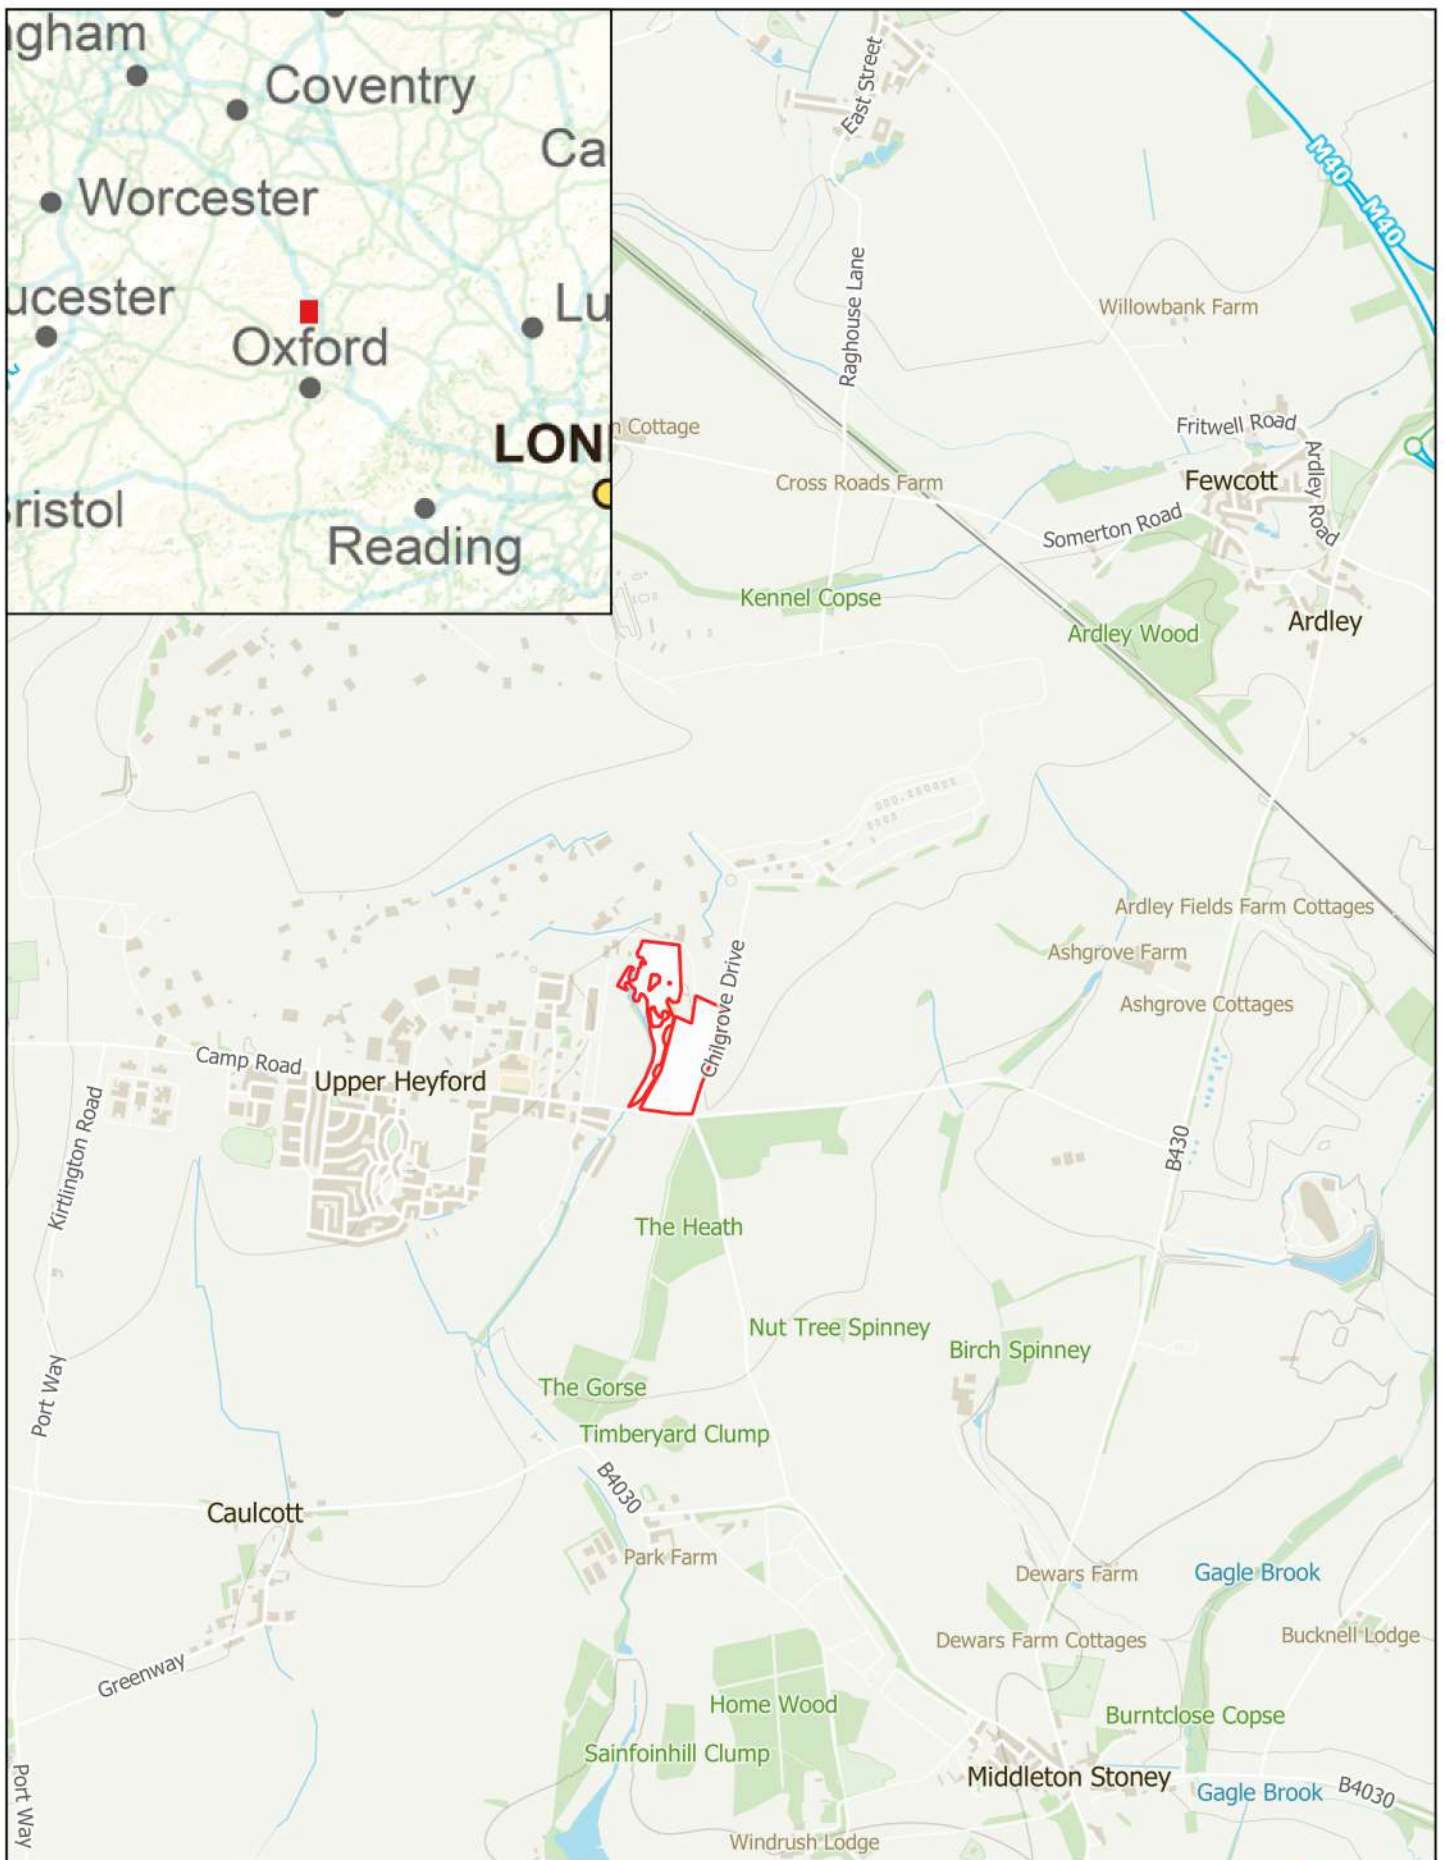 ngham
Coventry
Ca
Worcester
ucester
Lu
Oxford
LON
ristol
Reading
East Street
M40
M40
Raghouse Lane
Willowbank Farm
n Cottage
Fritwell Road
Ardley Road
Cross Roads Farm
Fewcott
Somerton Road
Kennel Copse
Ardley Wood
Ardley
Ardley Fields Farm Cottages
Ashgrove Farm
Ashgrove Cottages
Chilgrove Drive
Camp Road
Upper Heyford
Kirtlington Road
B430
The Heath
Nut Tree Spinney
Birch Spinney
Port Way
The Gorse
Timberyard Clump
B4030
Caulcott
Park Farm
Dewars Farm
Gagle Brook
Dewars Farm Cottages
Bucknell Lodge
Greenway
Home Wood
Burntclose Copse
Sainfoinhill Clump
Middleton Stoney
Gagle Brook
B4030
Port Way
Windrush Lodge